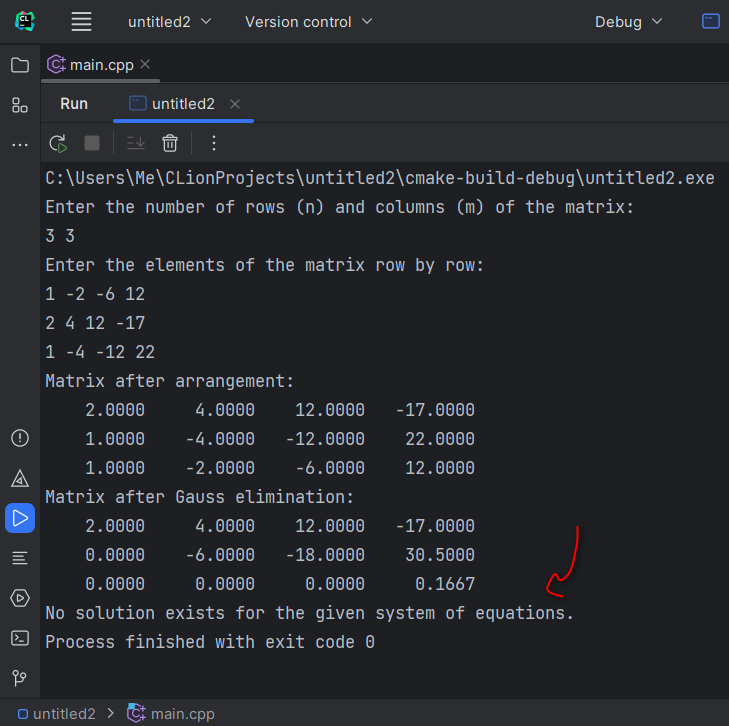 CL
untitled2
Version control
Debug
main.cpp
Run
untitled2
C:\Users\Me\CLionProjects\untitled2\cmake-build-debug\untitled2.exe
Enter the number of rows (n) and columns (m) of the matrix:
3 3
Enter the elements of the matrix row by row:
1 -2 -6 12
2 4 12 -17
1 -4 -12 22
Matrix after arrangement:
2.0000 4.0000 12.0000 -17.0000
1.0000 -4.0000 -12.0000 22.0000
1.0000 -2.0000 -6.0000 12.0000
Matrix after Gauss elimination:
2.0000 4.0000 12.0000 -17.0000
0.0000 -6.0000 -18.0000 30.5000
0.0000 0.0000 0.0000 0.1667
No solution exists for the given system of equations.
Process finished with exit code 0
untitled2 > main.cpp